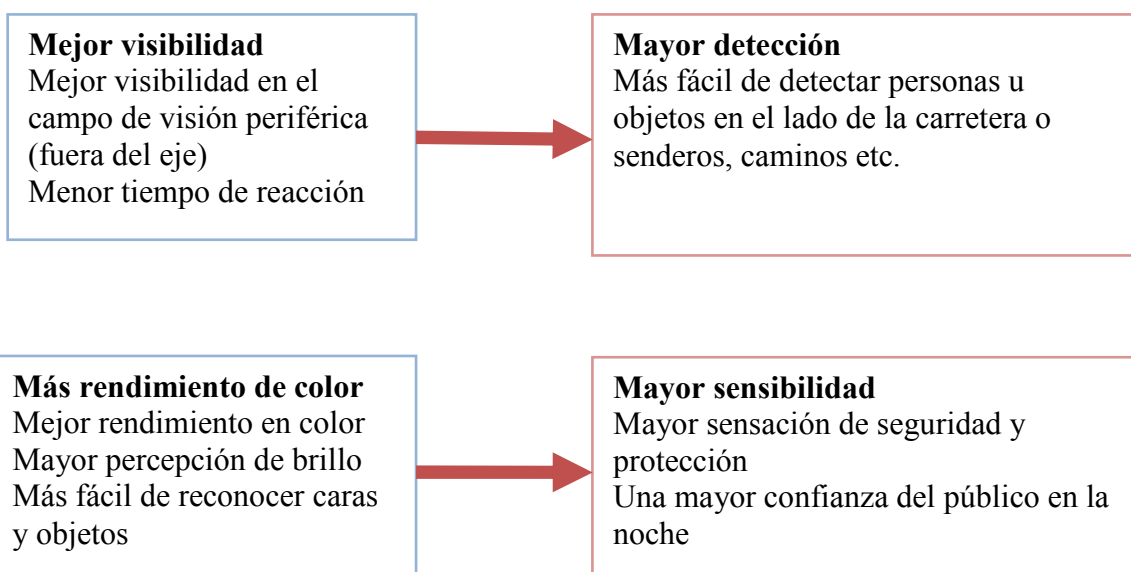 Mejor visibilidad
Mejor visibilidad en el
campo de visión periférica
(fuera del eje)
Menor tiempo de reacción
Mayor detección
Más fácil de detectar personas u
objetos en el lado de la carretera o
senderos, caminos etc.
Más rendimiento de color
Mejor rendimiento en color
Mayor percepción de brillo
Más fácil de reconocer caras
y objetos
Mayor sensibilidad
Mayor sensación de seguridad y
protección
Una mayor confianza del público en la
noche